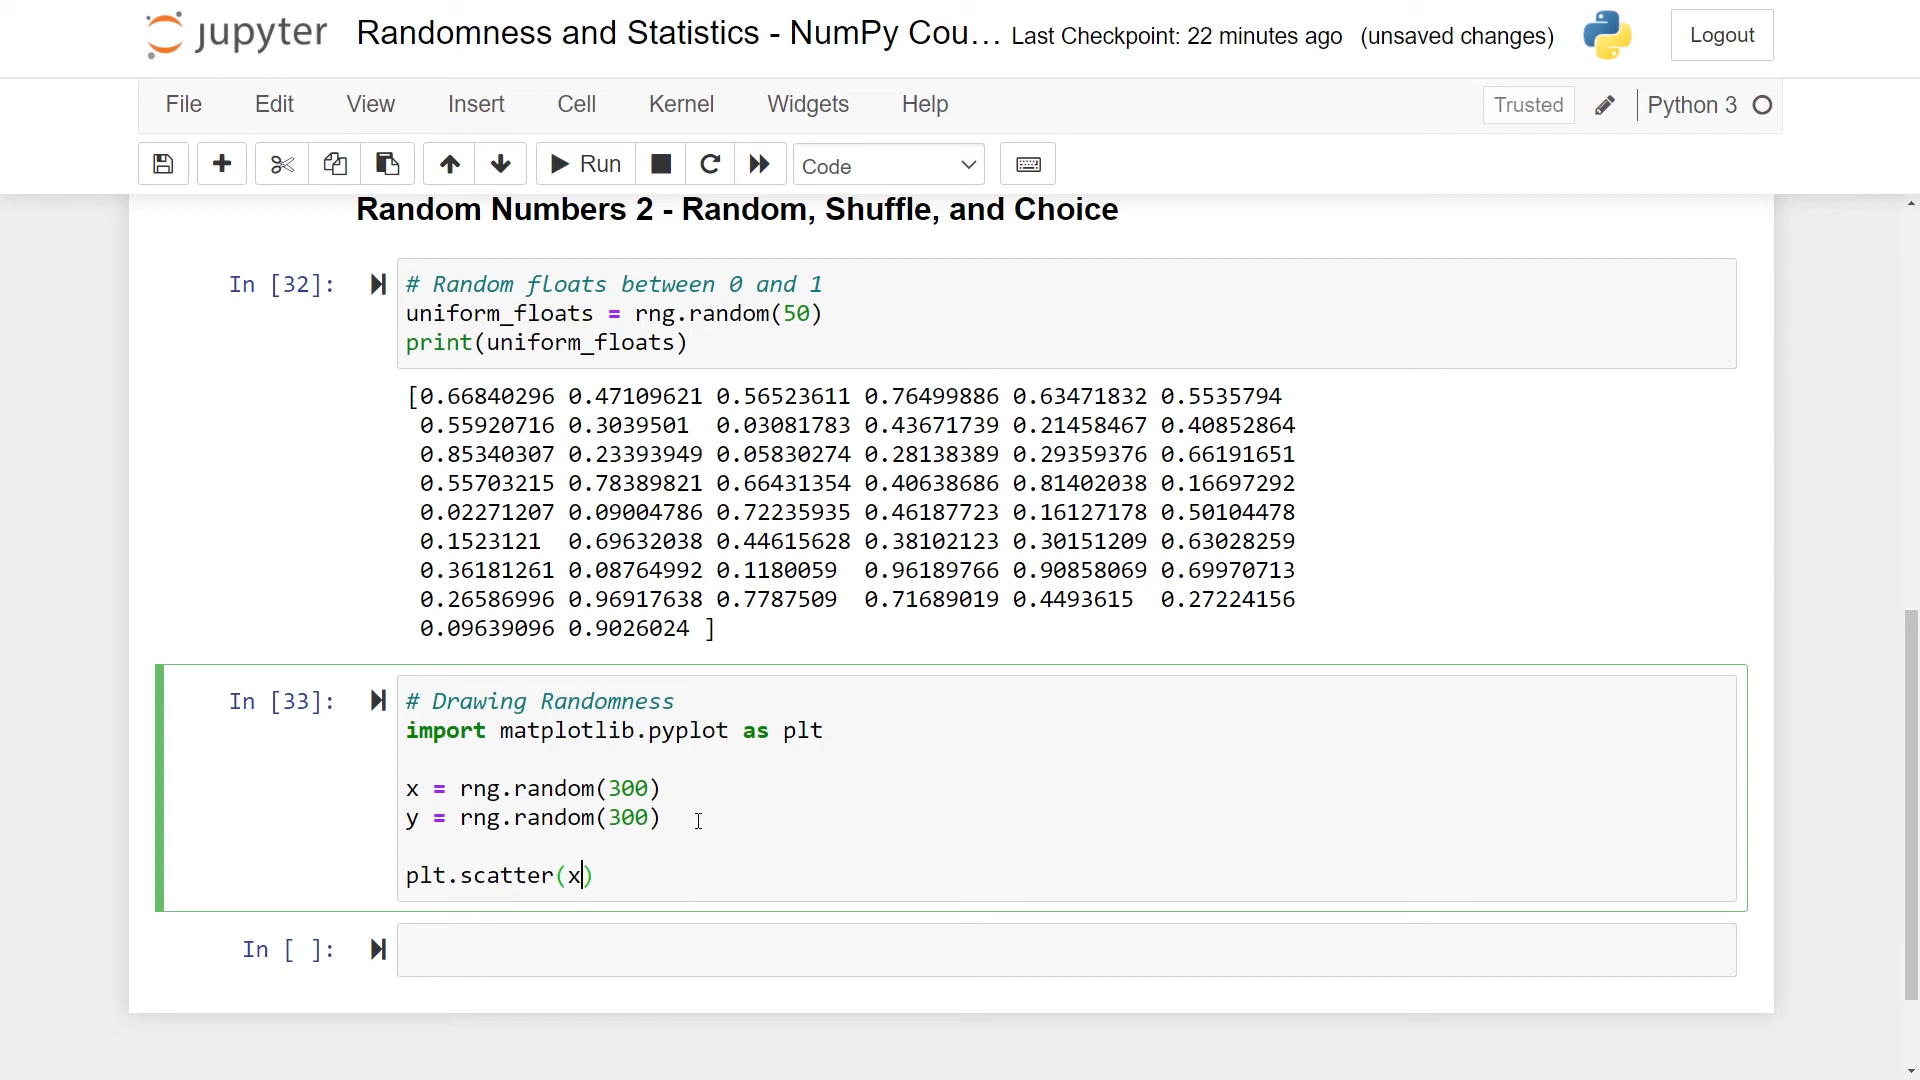 jupyter Randomness and Statistics - NumPy Cou... Last Checkpoint: 22 minutes ago (unsaved changes) Logout
File Edit View Insert Cell Kernel Widgets Help Trusted Python 3
Run Code
Random Numbers 2 - Random, Shuffle, and Choice
In [32]: # Random floats between 0 and 1
uniform_floats = rng.random(50)
print(uniform_floats)
[0.66840296 0.47109621 0.56523611 0.76499886 0.63471832 0.5535794
0.55920716 0.3039501 0.03081783 0.43671739 0.21458467 0.40852864
0.85340307 0.23393949 0.05830274 0.28138389 0.29359376 0.66191651
0.55703215 0.78389821 0.66431354 0.40638686 0.81402038 0.16697292
0.02271207 0.09004786 0.72235935 0.46187723 0.16127178 0.50104478
0.1523121 0.69632038 0.44615628 0.38102123 0.30151209 0.63028259
0.36181261 0.08764992 0.1180059 0.96189766 0.90858069 0.69970713
0.26586996 0.96917638 0.7787509 0.71689019 0.4493615 0.27224156
0.09639096 0.9026024 ]
In [33]: # Drawing Randomness
import matplotlib.pyplot as plt
x = rng.random(300)
y = rng.random(300)
plt.scatter(x)
In [ ]: